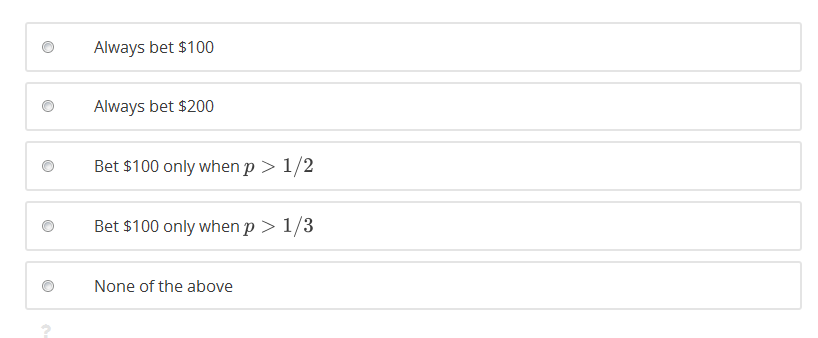 Always bet $100
Always bet $200
Bet $100 only when p > 1/2
Bet $100 only when p > 1/3
None of the above
?